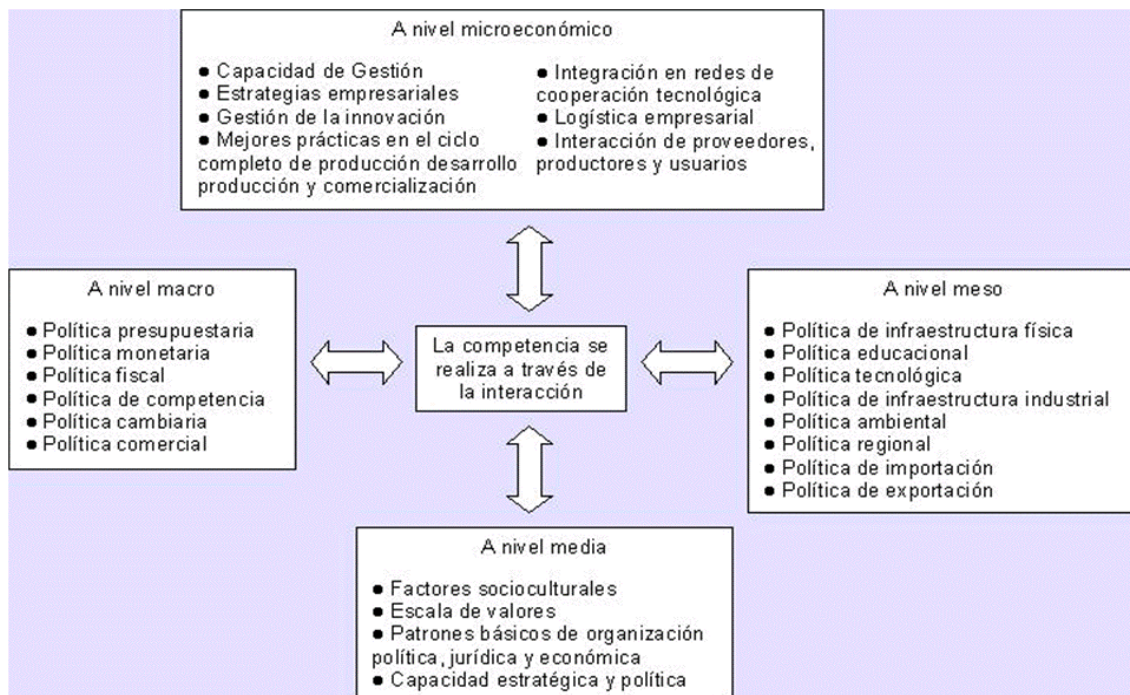 A nivel microeconómico
● Capacidad de Gestión
● Estrategias empresariales
● Gestión de la innovación
● Mejores prácticas en el ciclo
completo de producción desarrollo
producción y comercialización
● Integración en redes de
cooperación tecnológica
● Logística empresarial
● Interacción de proveedores,
productores y usuarios
A nivel macro
● Política presupuestaria
● Política monetaria
● Política fiscal
● Política de competencia
● Política cambiaria
● Política comercial
La competencia se
realiza a través de
la interacción
A nivel meso
● Política de infraestructura física
● Política educacional
● Política tecnológica
● Política de infraestructura industrial
● Política ambiental
● Política regional
● Política de importación
● Política de exportación
A nivel media
● Factores socioculturales
● Escala de valores
● Patrones básicos de organización
política, jurídica y económica
● Capacidad estratégica y política